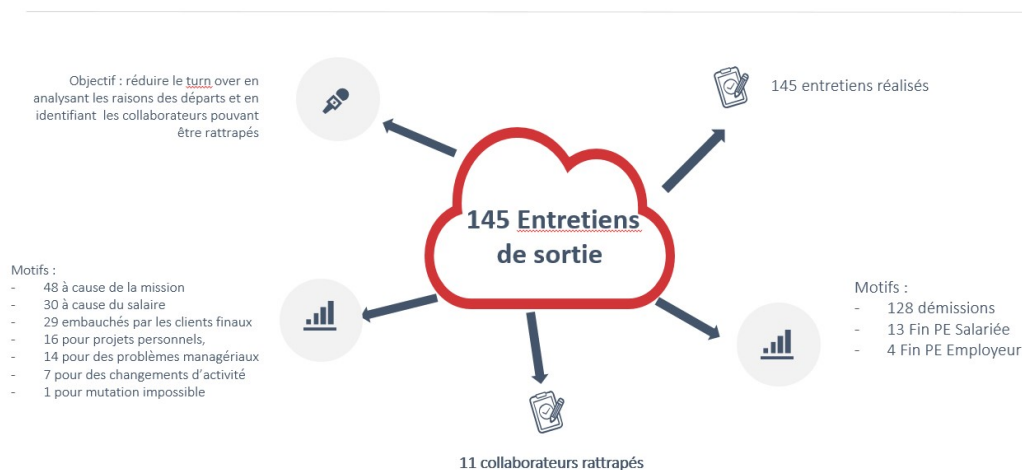 Objectif : réduire le turn over en
analysant les raisons des départs et en
identifiant les collaborateurs pouvant
être rattrapés
145 entretiens réalisés
145 Entretiens
de sortie
Motifs :
- 48 à cause de la mission
- 30 à cause du salaire
- 29 embauchés par les clients finaux
- 16 pour projets personnels,
- 14 pour des problèmes managériaux
- 7 pour des changements d’activité
- 1 pour mutation impossible
Motifs :
- 128 démissions
- 13 Fin PE Salariée
- 4 Fin PE Employeur
11 collaborateurs rattrapés